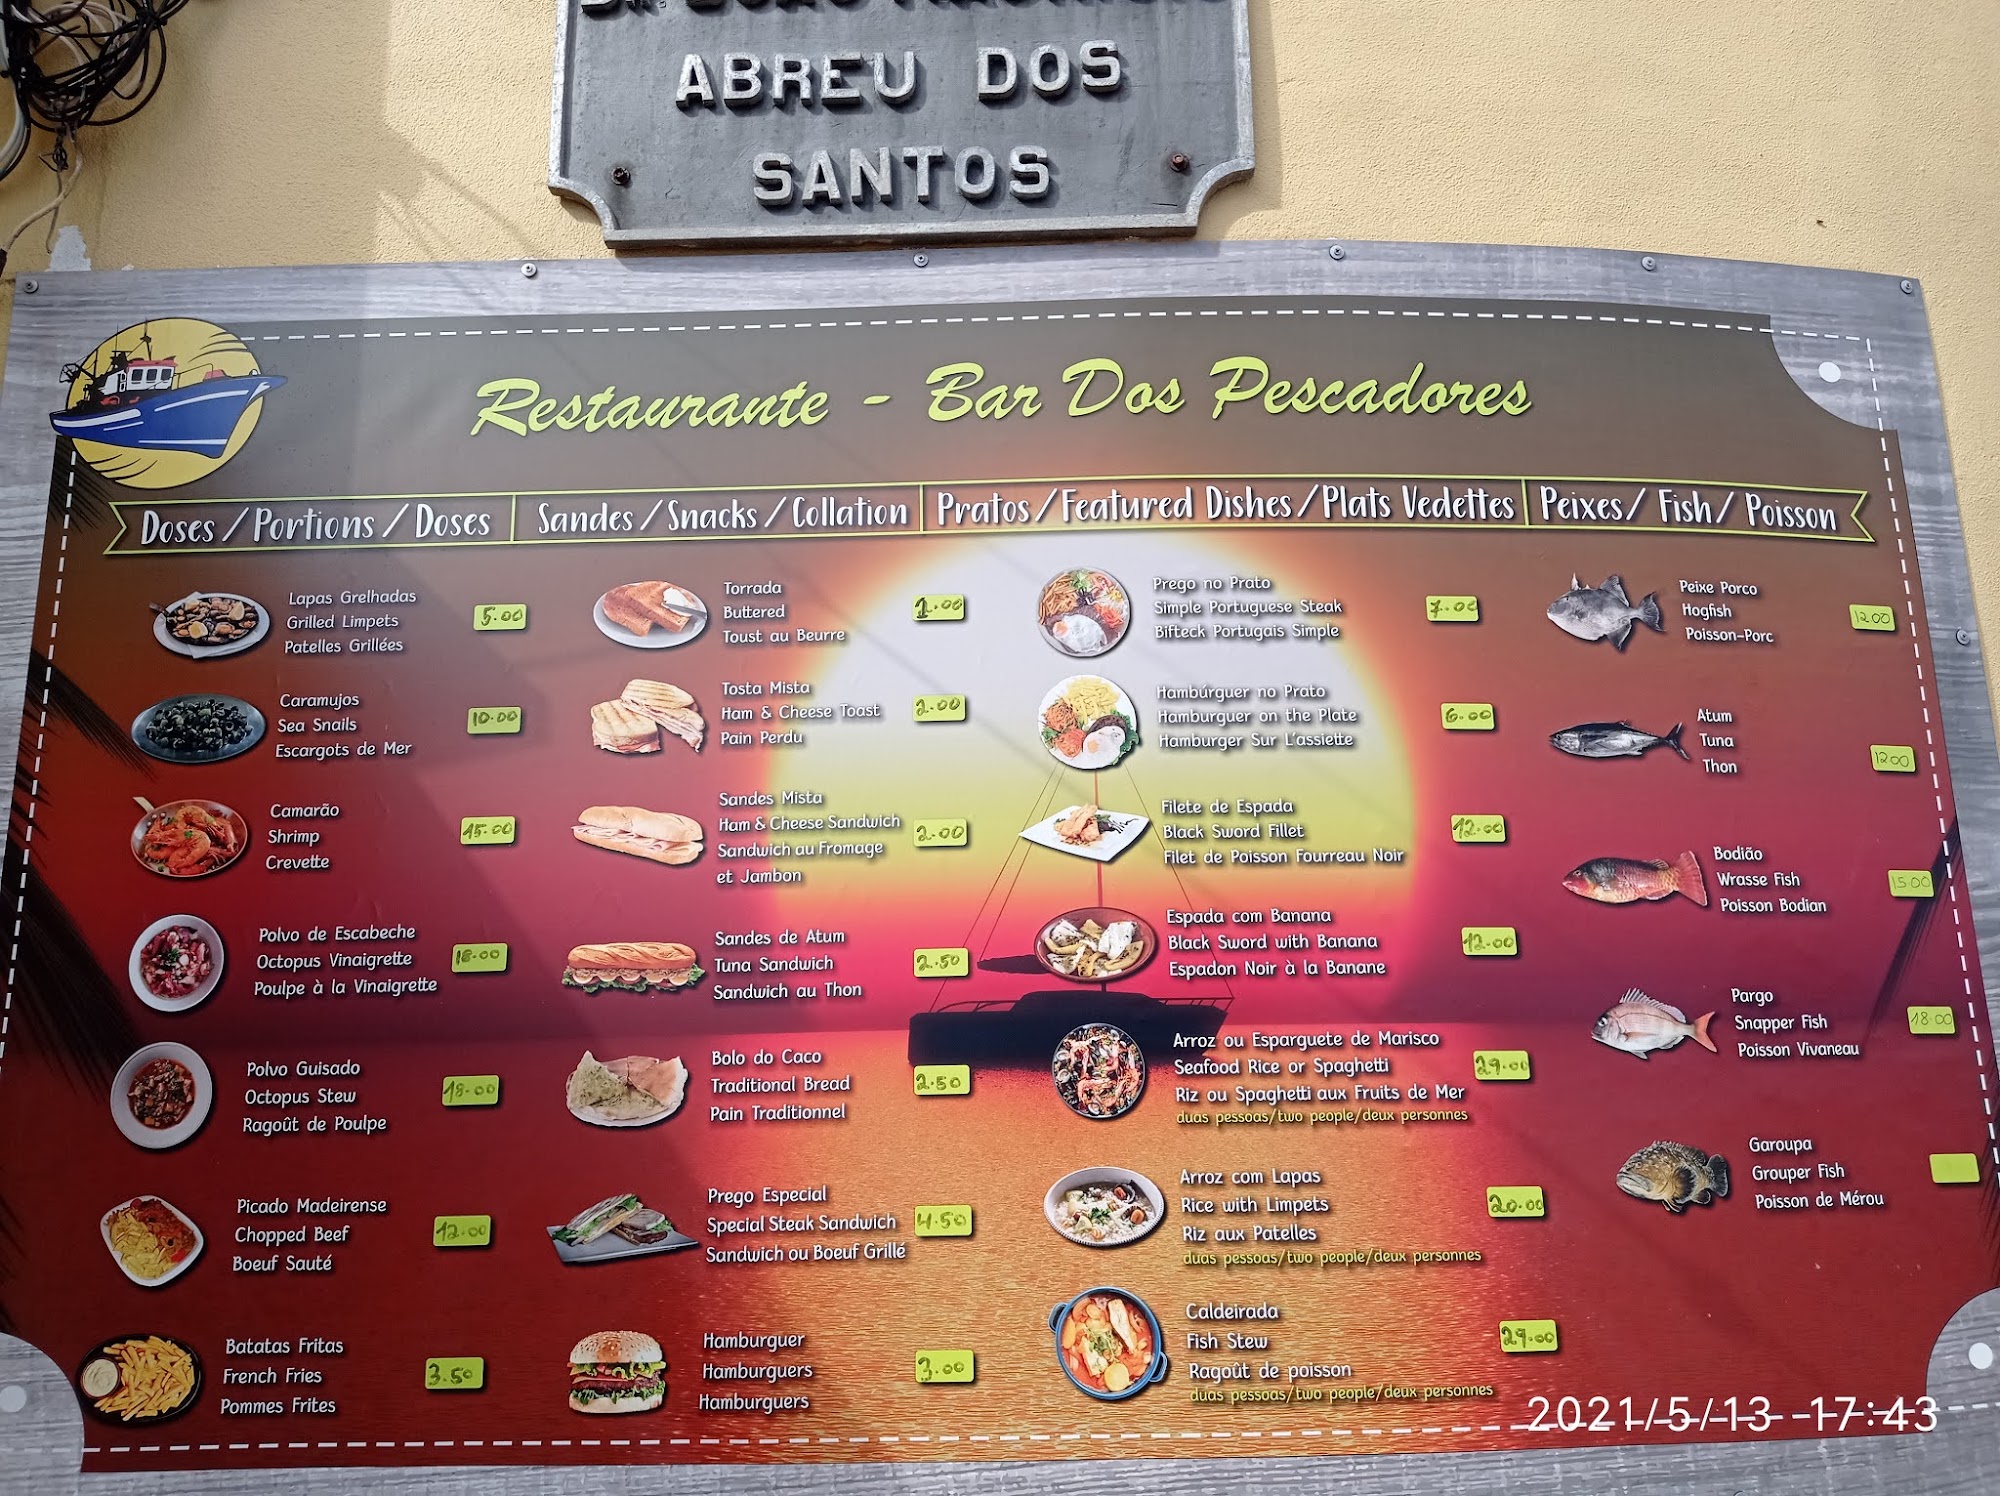 ABREU DOS
SANTOS
Restaurante - Bar Dos Pescadores
Doses / Portions / Doses
Lapas Grelhadas
Grilled Limpets
Patelles Grillées
5.00
Caramujos
Sea Snails
Escargots de Mer
10.00
Camarão
Shrimp
Crevette
15.00
Polvo de Escabeche
Octopus Vinaigrette
Poulpe à la Vinaigrette
18.00
Polvo Guisado
Octopus Stew
Ragoût de Poulpe
18.00
Picado Madeirense
Chopped Beef
Boeuf Sauté
12.00
Batatas Fritas
French Fries
Pommes Frites
3.50
Sandes / Snacks / Collation
Torrada
Buttered
Toust au Beurre
1.00
Tosta Mista
Ham & Cheese Toast
Pain Perdu
2.00
Sandes Mista
Ham & Cheese Sandwich
Sandwich au Fromage
et Jambon
2.00
Sandes de Atum
Tuna Sandwich
Sandwich au Thon
2.50
Bolo do Caco
Traditional Bread
Pain Traditionnel
2.50
Prego Especial
Special Steak Sandwich
Sandwich ou Boeuf Grillé
4.50
Hamburguer
Hamburguers
Hamburguers
3.00
Pratos / Featured Dishes / Plats Vedettes
Prego no Prato
Simple Portuguese Steak
Bifteck Portugais Simple
7.00
Hambúrguer no Prato
Hamburguer on the Plate
Hamburger Sur L'assiette
6.00
Filete de Espada
Black Sword Fillet
Filet de Poisson Fourreau Noir
12.00
Espada com Banana
Black Sword with Banana
Espadon Noir à la Banane
12.00
Arroz ou Esparguete de Marisco
Seafood Rice or Spaghetti
Riz ou Spaghetti aux Fruits de Mer
duas pessoas/two people/deux personnes
29.00
Arroz com Lapas
Rice with Limpets
Riz aux Patelles
duas pessoas/two people/deux personnes
20.00
Caldeirada
Fish Stew
Ragoût de poisson
duas pessoas/two people/deux personnes
29.00
Peixes / Fish / Poisson
Peixe Porco
Hogfish
Poisson-Porc
12.00
Atum
Tuna
Thon
12.00
Bodião
Wrasse Fish
Poisson Bodian
15.00
Pargo
Snapper Fish
Poisson Vivaneau
18.00
Garoupa
Grouper Fish
Poisson de Mérou
2021/5/13 17:43